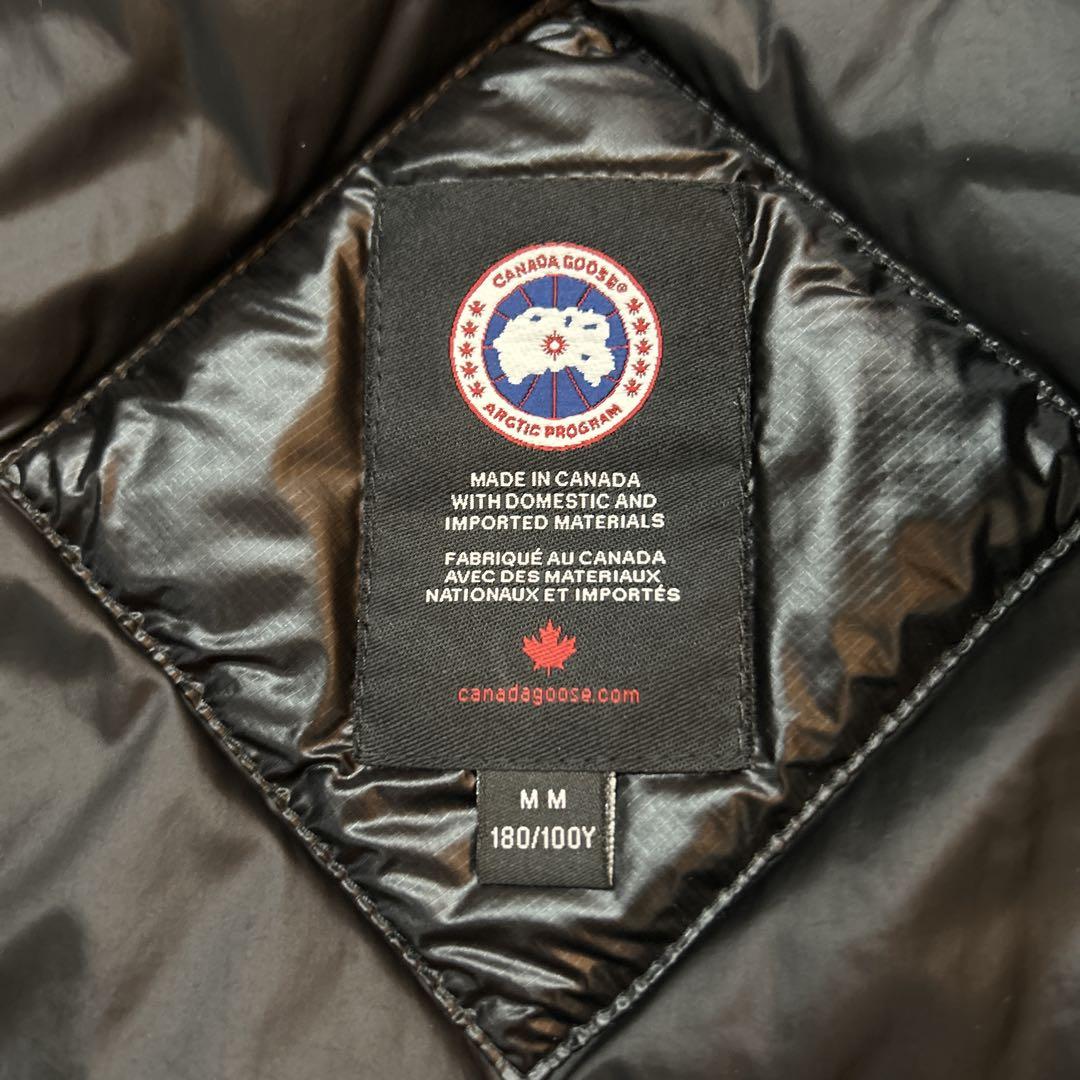 CANADA GOOSE®
ARCTIC PROGRAM
MADE IN CANADA
WITH DOMESTIC AND
IMPORTED MATERIALS
FABRIQUÉ AU CANADA
AVEC DES MATERIAUX
NATIONAUX ET IMPORTÉS
canadagoose.com
M M
180/100Y